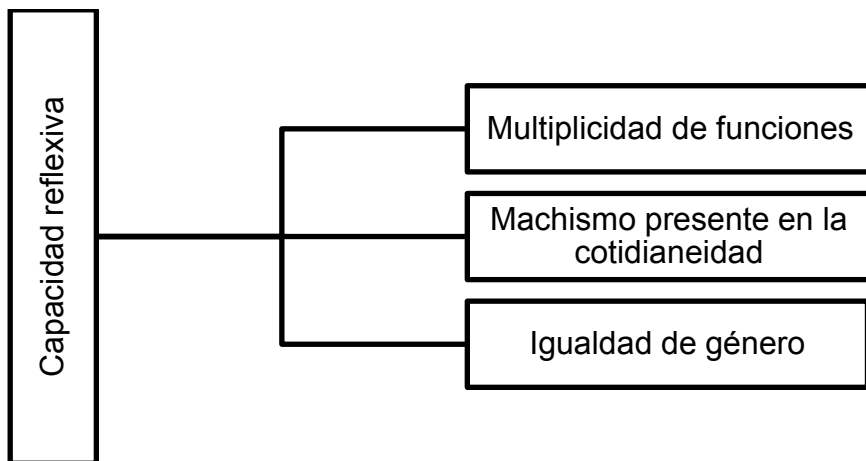 Capacidad reflexiva
Multiplicidad de funciones
Machismo presente en la
cotidianeidad
Igualdad de género